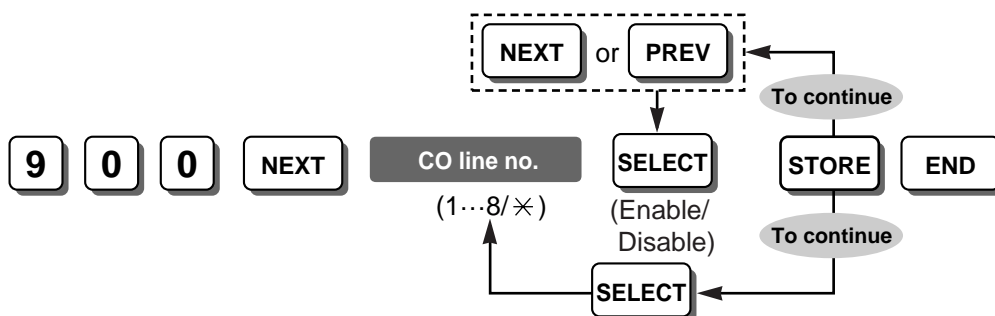 NEXT or PREV
To continue
9 0 0 NEXT CO line no. SELECT STORE END
(1···8/✳) (Enable/
Disable)
To continue
SELECT